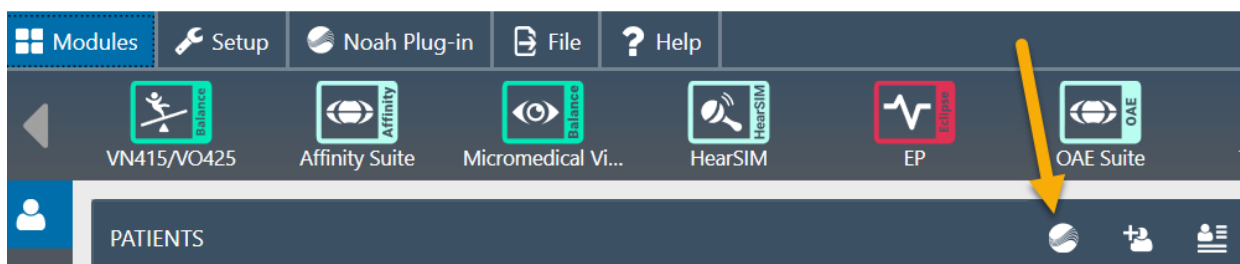 Modules Setup Noah Plug-in File ? Help
Balance Affinity Balance HearSIM Eclipse OAE
VN415/VO425 Affinity Suite Micromedical Vi... HearSIM EP OAE Suite
PATIENTS